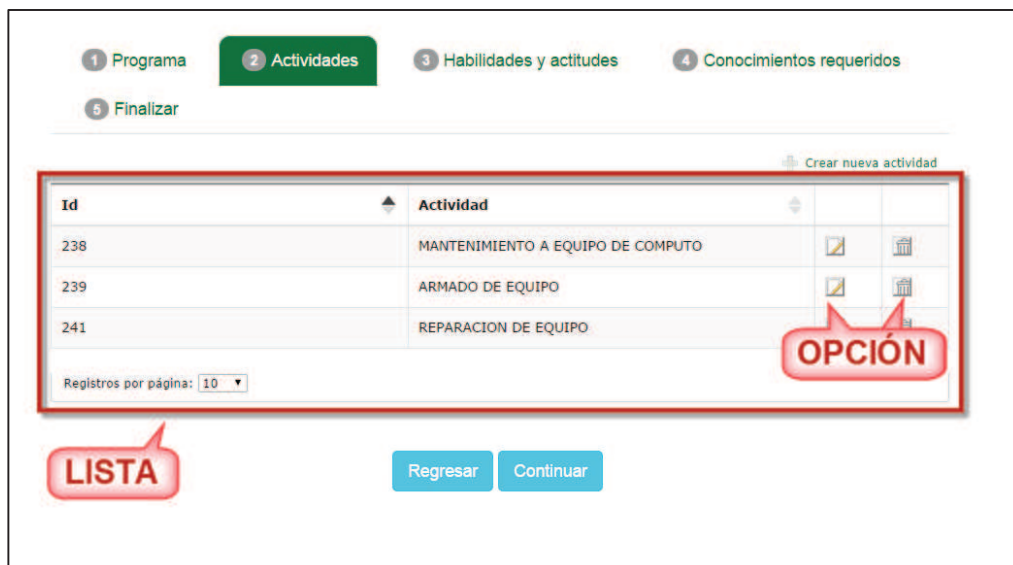 1 Programa 2 Actividades 3 Habilidades y actitudes 4 Conocimientos requeridos
5 Finalizar
Crear nueva actividad
Id Actividad
238 MANTENIMIENTO A EQUIPO DE COMPUTO
239 ARMADO DE EQUIPO
241 REPARACION DE EQUIPO
OPCIÓN
Registros por página: 10
LISTA
Regresar Continuar